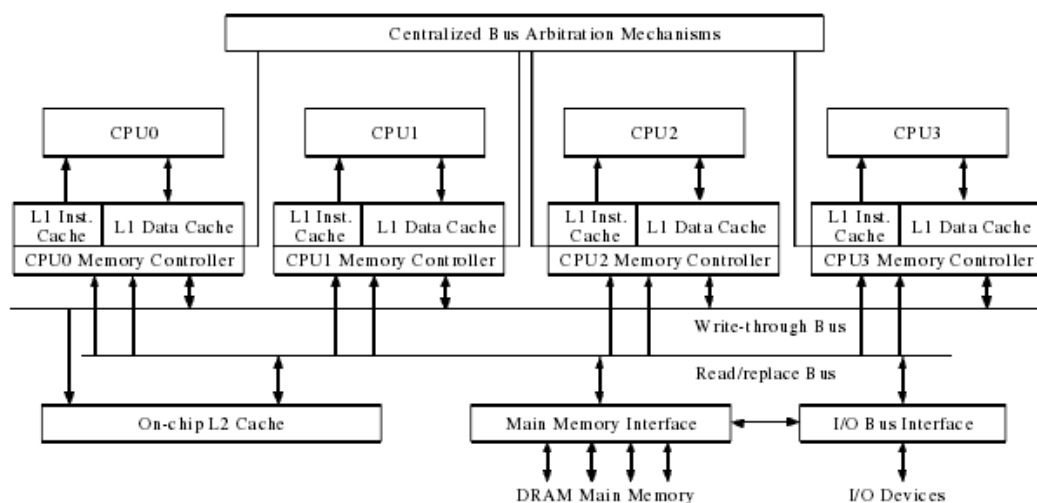 Centralized Bus Arbitration Mechanisms
CPU0
CPU1
CPU2
CPU3
L1 Inst.
Cache
L1 Data Cache
L1 Inst.
Cache
L1 Data Cache
L1 Inst.
Cache
L1 Data Cache
L1 Inst.
Cache
L1 Data Cache
CPU0 Memory Controller
CPU1 Memory Controller
CPU2 Memory Controller
CPU3 Memory Controller
Write-through Bus
Read/replace Bus
On-chip L2 Cache
Main Memory Interface
I/O Bus Interface
DRAM Main Memory
I/O Devices